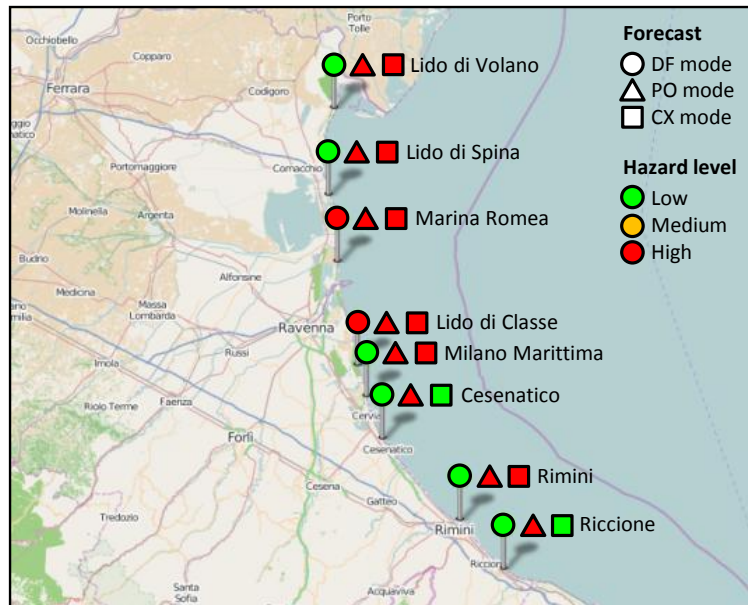 Porto
Tolle
Occhiobello
Copparo
Ferrara
Codigoro
Lido di Volano
Forecast
DF mode
PO mode
CX mode
Portomaggiore
Comacchio
Lido di Spina
Hazard level
Low
Medium
High
Molinella
Argenta
Marina Romea
Budrio
Medicina
Alfonsine
Massa
Lombarda
Ravenna
Lido di Classe
Milano Marittima
Imola
Russi
Riolo Terme
Faenza
Cervia
Cesenatico
Forlì
Cesenatico
Cesena
Gatteo
Rimini
Tredozio
Rimini
Riccione
Riccion
Santa
Sofia
Acquaviva